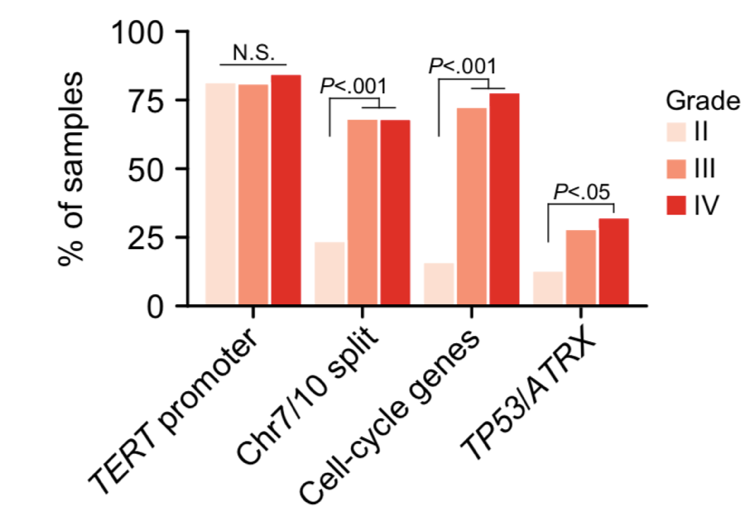 % of samples
100
75
50
25
0
N.S.
P<.001
P<.001
P<.05
Grade
II
III
IV
TERT promoter
Chr7/10 split
Cell-cycle genes
TP53/ATRX